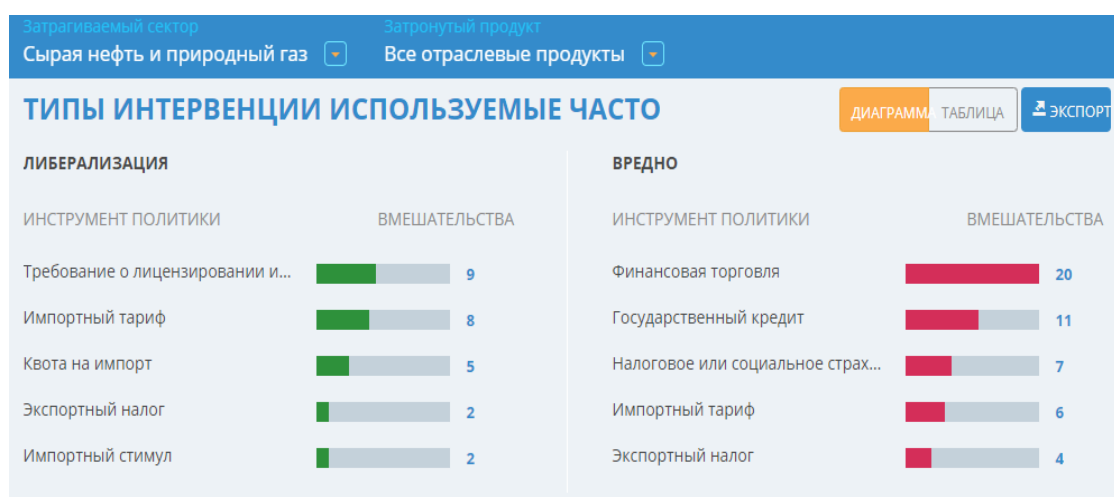 Затрагиваемый сектор Затронутый продукт
Сырая нефть и природный газ Все отраслевые продукты
ТИПЫ ИНТЕРВЕНЦИИ ИСПОЛЬЗУЕМЫЕ ЧАСТО ДИАГРАММА ТАБЛИЦА ЭКСПОРТ
ЛИБЕРАЛИЗАЦИЯ ВРЕДНО
ИНСТРУМЕНТ ПОЛИТИКИ ВМЕШАТЕЛЬСТВА ИНСТРУМЕНТ ПОЛИТИКИ ВМЕШАТЕЛЬСТВА
Требование о лицензировании и... 9 Финансовая торговля 20
Импортный тариф 8 Государственный кредит 11
Квота на импорт 5 Налоговое или социальное страх... 7
Экспортный налог 2 Импортный тариф 6
Импортный стимул 2 Экспортный налог 4